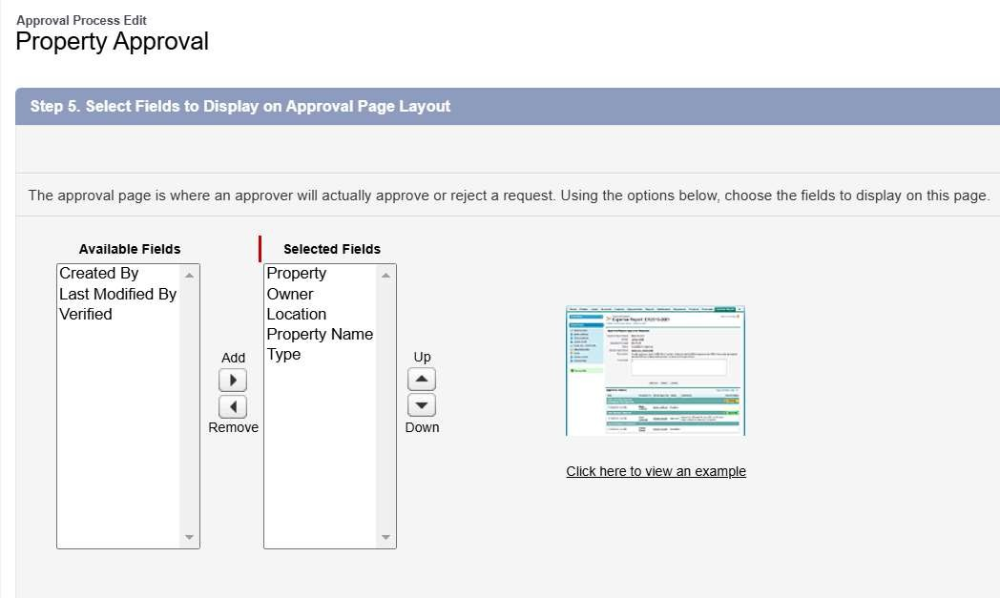 Approval Process Edit
Property Approval
Step 5. Select Fields to Display on Approval Page Layout
The approval page is where an approver will actually approve or reject a request. Using the options below, choose the fields to display on this page.
Available Fields
Created By
Last Modified By
Verified
Add
Remove
Selected Fields
Property
Owner
Location
Property Name
Type
Up
Down
Click here to view an example